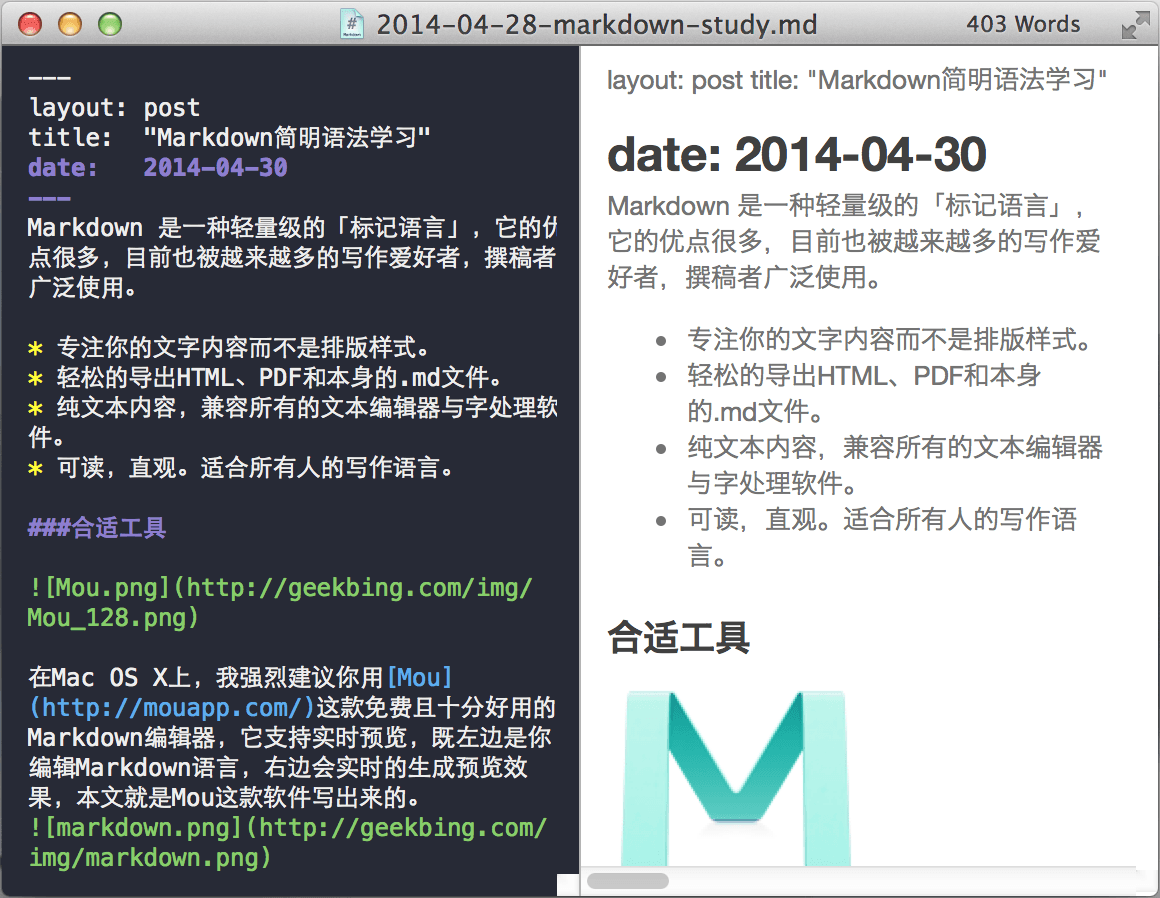 2014-04-28-markdown-study.md
403 Words
---
layout: post
title:  "Markdown简明语法学习"
date:   2014-04-30
---
Markdown 是一种轻量级的「标记语言」，它的优
点很多，目前也被越来越多的写作爱好者，撰稿者
广泛使用。
* 专注你的文字内容而不是排版样式。
* 轻松的导出HTML、PDF和本身的.md文件。
* 纯文本内容，兼容所有的文本编辑器与字处理软
件。
* 可读，直观。适合所有人的写作语言。
###合适工具
![Mou.png](http://geekbing.com/img/
Mou_128.png)
在Mac OS X上，我强烈建议你用[Mou]
(http://mouapp.com/)这款免费且十分好用的
Markdown编辑器，它支持实时预览，既左边是你
编辑Markdown语言，右边会实时的生成预览效
果，本文就是Mou这款软件写出来的。
![markdown.png](http://geekbing.com/
img/markdown.png)
layout: post title: "Markdown简明语法学习"
date: 2014-04-30
Markdown 是一种轻量级的「标记语言」，
它的优点很多，目前也被越来越多的写作爱
好者，撰稿者广泛使用。
• 专注你的文字内容而不是排版样式。
• 轻松的导出HTML、PDF和本身
的.md文件。
• 纯文本内容，兼容所有的文本编辑器
与字处理软件。
• 可读，直观。适合所有人的写作语
言。
合适工具